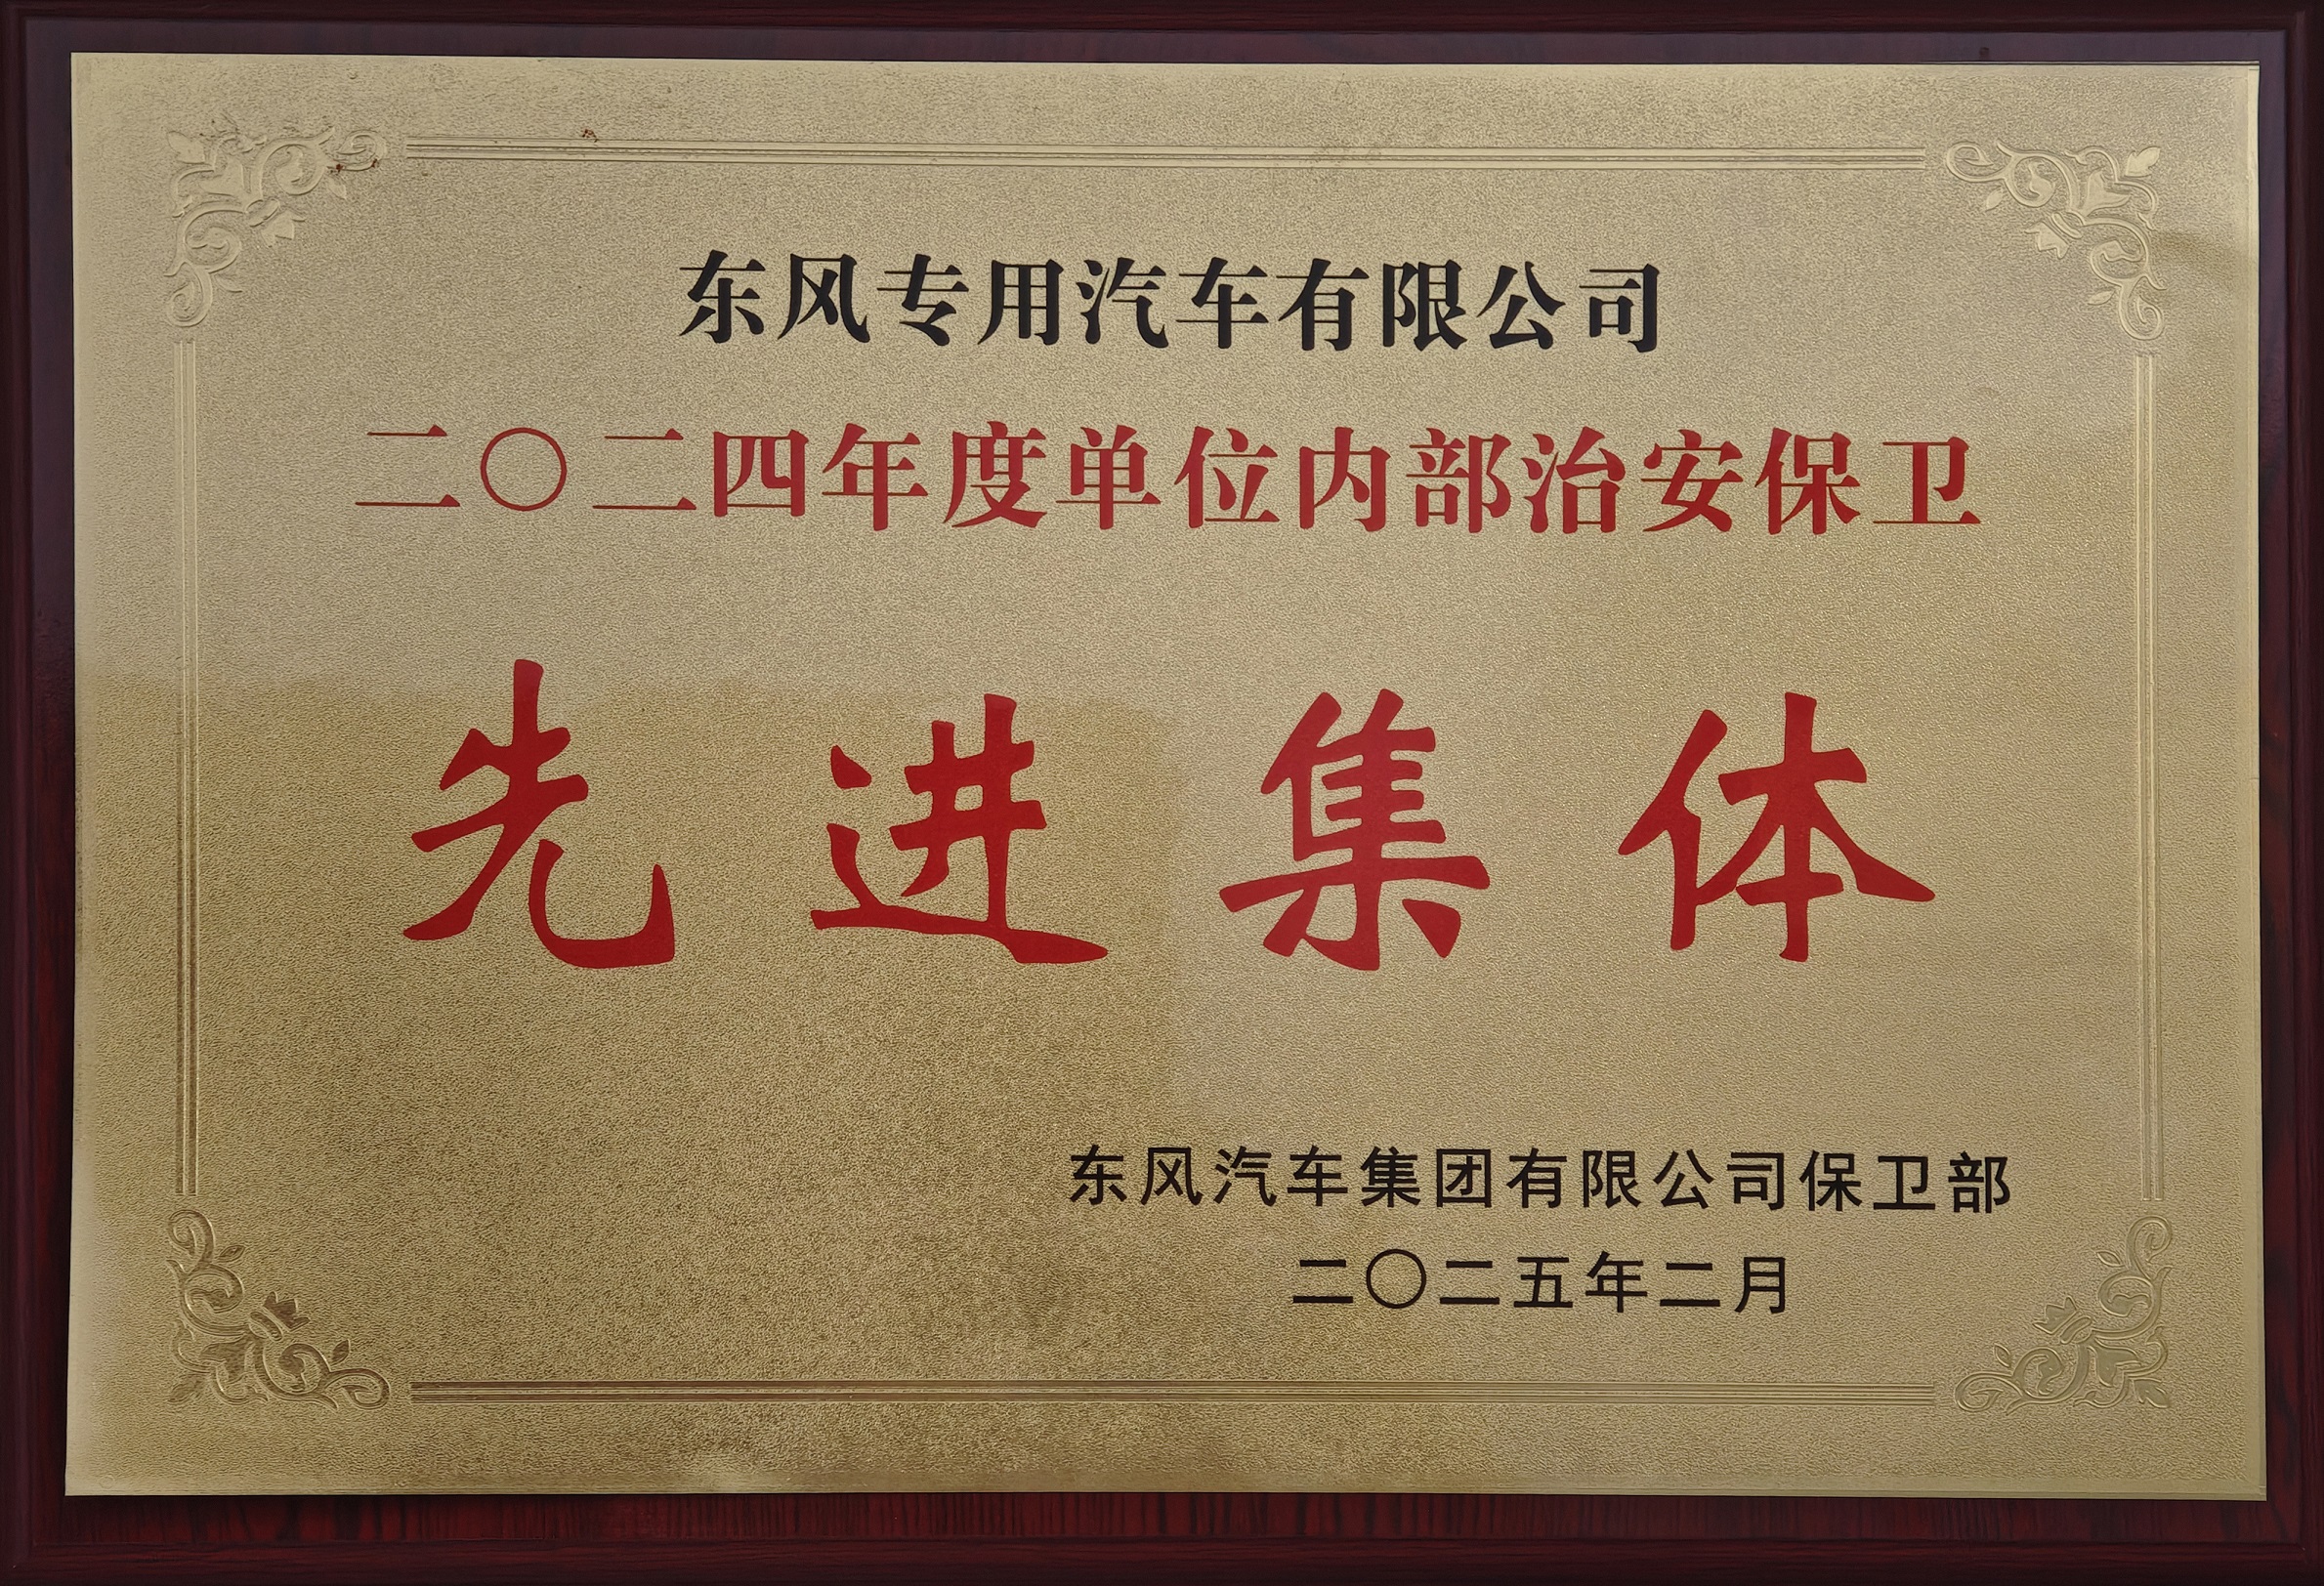 东风专用汽车有限公司
二〇二四年度单位内部治安保卫
先进集体
东风汽车集团有限公司保卫部
二〇二五年二月